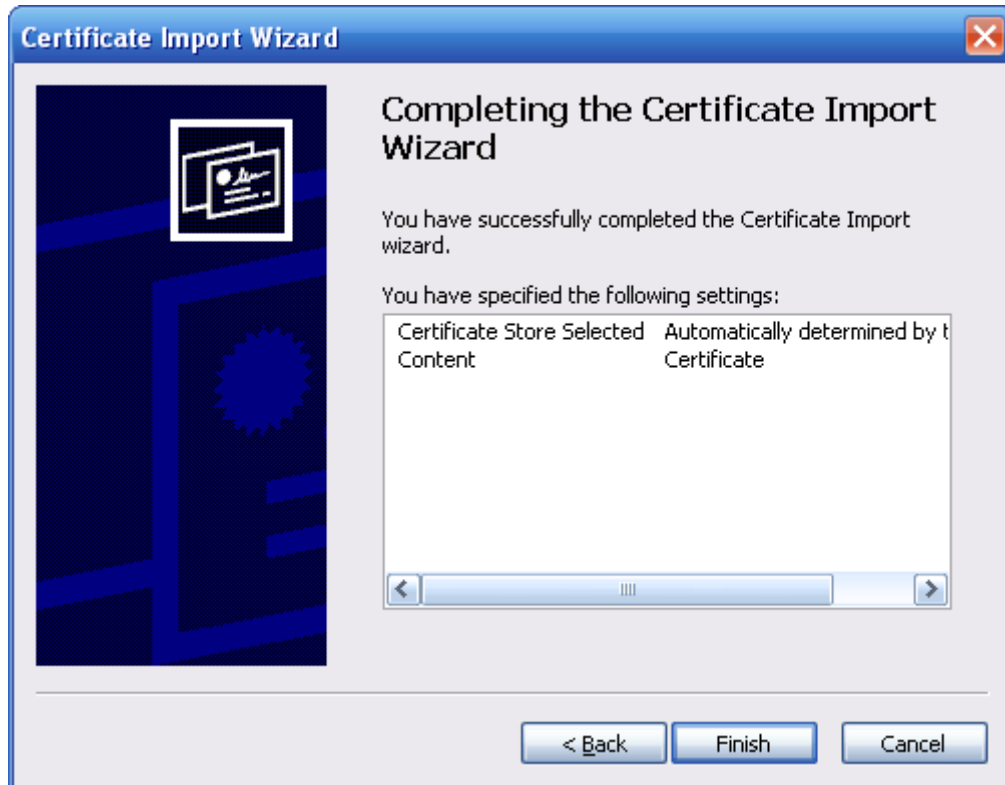 Certificate Import Wizard
Completing the Certificate Import
Wizard
You have successfully completed the Certificate Import
wizard.
You have specified the following settings:
Certificate Store Selected Automatically determined by t
Content Certificate
< Back Finish Cancel